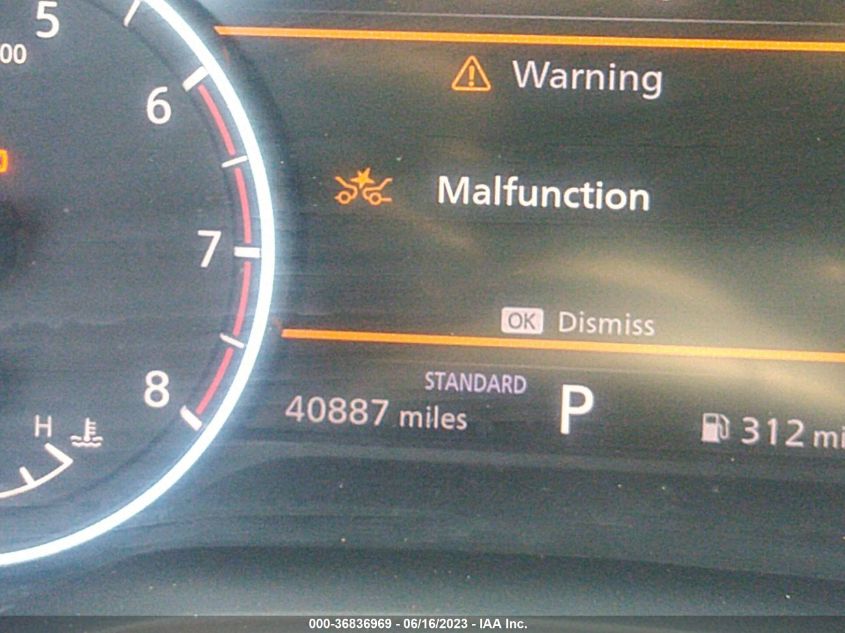 5
00
6
7
8
H
Warning
Malfunction
OK Dismiss
STANDARD
40887 miles
P
312 mi
000-36836969 - 06/16/2023 - IAA Inc.